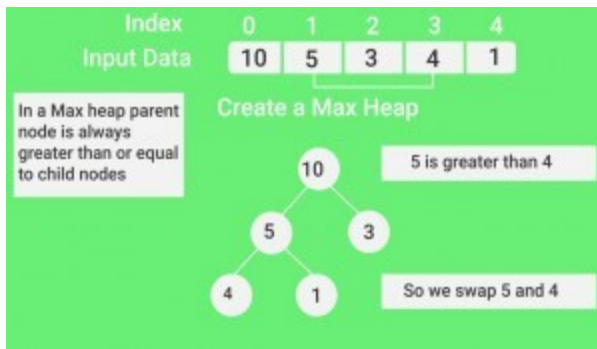 Index 0 1 2 3 4
Input Data 10 5 3 4 1
In a Max heap parent
node is always
greater than or equal
to child nodes
Create a Max Heap
10
5 is greater than 4
5 3
4 1
So we swap 5 and 4